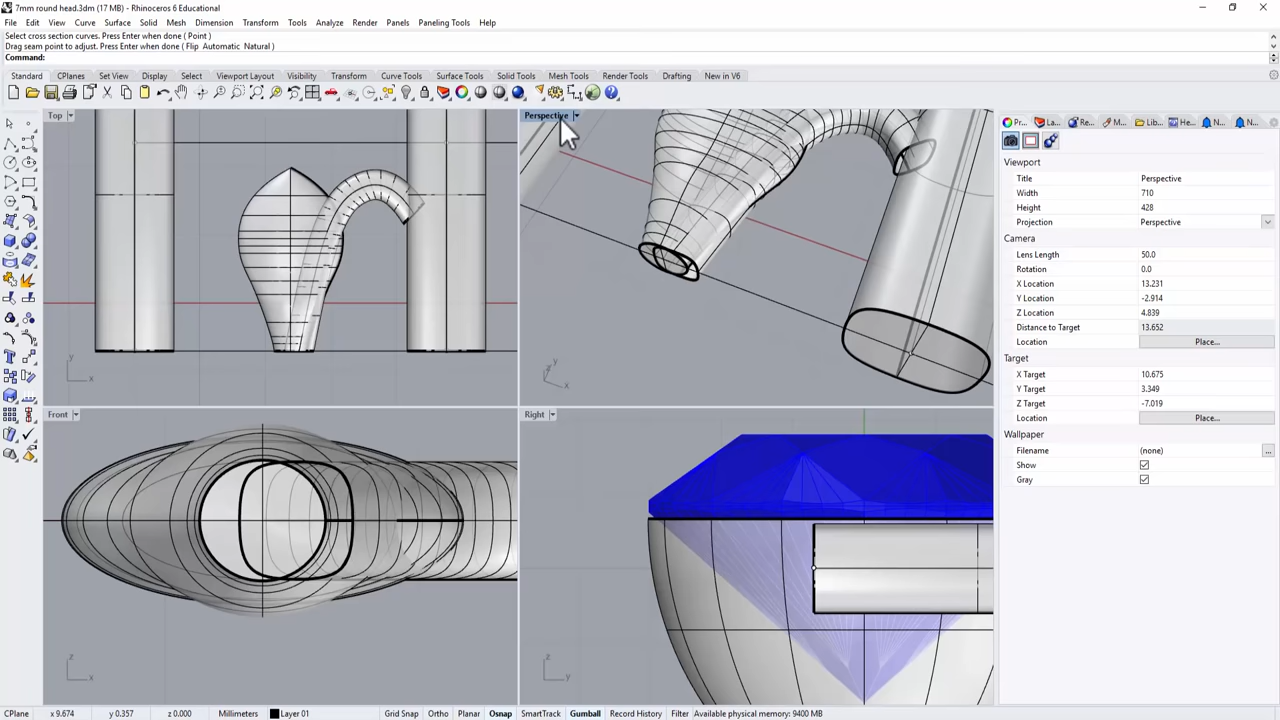 7mm round head.3dm (17 MB) - Rhinoceros 6 Educational
File Edit View Curve Surface Solid Mesh Dimension Transform Tools Analyze Render Panels Paneling Tools Help
Select cross section curves. Press Enter when done ( Point )
Drag seam point to adjust. Press Enter when done ( Flip Automatic Natural )
Command:
Standard CPlanes Set View Display Select Viewport Layout Visibility Transform Curve Tools Surface Tools Solid Tools Mesh Tools Render Tools Drafting New in V6
Top
Perspective
Pr... La... Re... M... Lib... He... N... N...
Viewport
Title Perspective
Width 710
Height 428
Projection Perspective
Camera
Lens Length 50.0
Rotation 0.0
X Location 13.231
Y Location -2.914
Z Location 4.839
Distance to Target 13.652
Location Place...
Target
X Target 10.675
Y Target 3.349
Z Target -7.019
Location Place...
Wallpaper
Filename (none) ...
Show
Gray
y x
z y x
Front
Right
z x
z y
CPlane x 9.674 y 0.357 z 0.000 Millimeters Layer 01 Grid Snap Ortho Planar Osnap SmartTrack Gumball Record History Filter Available physical memory: 9400 MB